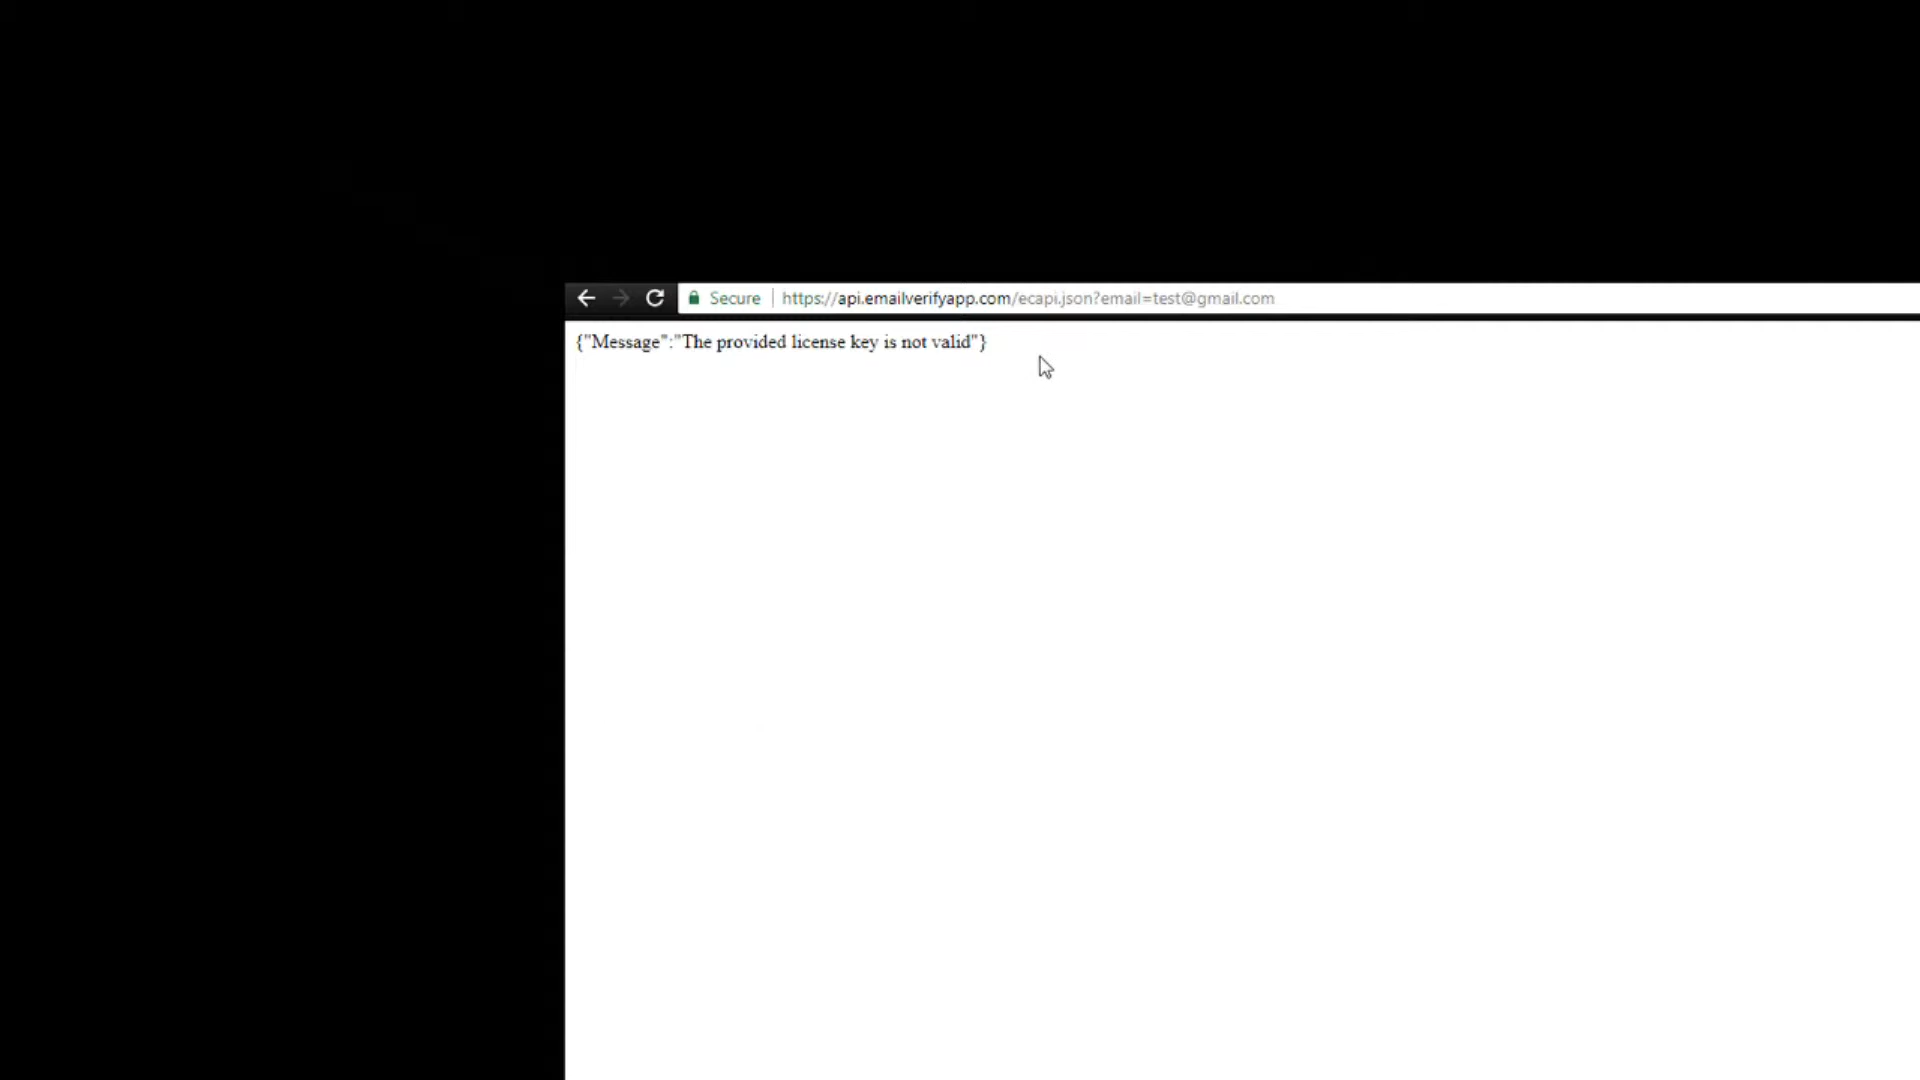 Secure https://api.emailverifyapp.com/ecapi.json?email=test@gmail.com
{"Message":"The provided license key is not valid"}